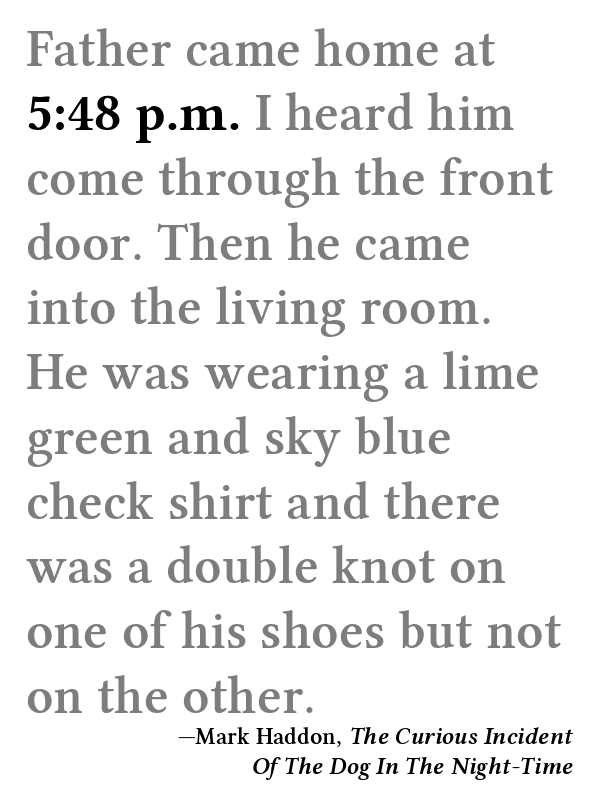 Father came home at
5:48 p.m. I heard him
come through the front
door. Then he came
into the living room.
He was wearing a lime
green and sky blue
check shirt and there
was a double knot on
one of his shoes but not
on the other.
—Mark Haddon, The Curious Incident
Of The Dog In The Night-Time